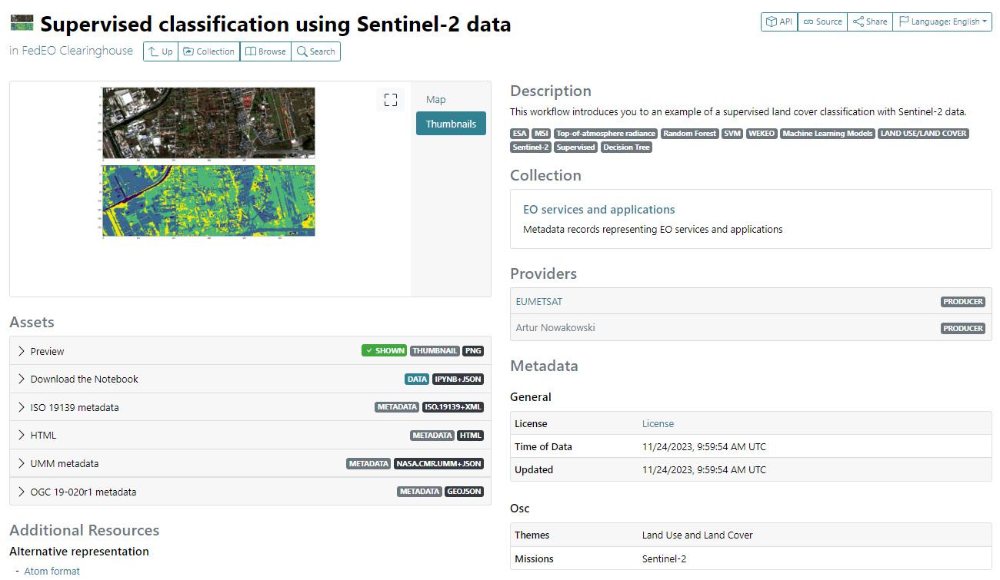 Supervised classification using Sentinel-2 data
API Source Share Language: English
in FedEO Clearinghouse Up Collection Browse Search
Map
Thumbnails
Assets
Preview SHOWN THUMBNAIL PNG
Download the Notebook DATA IPYNB+JSON
ISO 19139 metadata METADATA ISO.19139+XML
HTML METADATA HTML
UMM metadata METADATA NASA.CMR.UMM+JSON
OGC 19-020r1 metadata METADATA GEOJSON
Additional Resources
Alternative representation
- Atom format
Description
This workflow introduces you to an example of a supervised land cover classification with Sentinel-2 data.
ESA MSI Top-of-atmosphere radiance Random Forest SVM WEKEO Machine Learning Models LAND USE/LAND COVER
Sentinel-2 Supervised Decision Tree
Collection
EO services and applications
Metadata records representing EO services and applications
Providers
EUMETSAT PRODUCER
Artur Nowakowski PRODUCER
Metadata
General
License License
Time of Data 11/24/2023, 9:59:54 AM UTC
Updated 11/24/2023, 9:59:54 AM UTC
Osc
Themes Land Use and Land Cover
Missions Sentinel-2